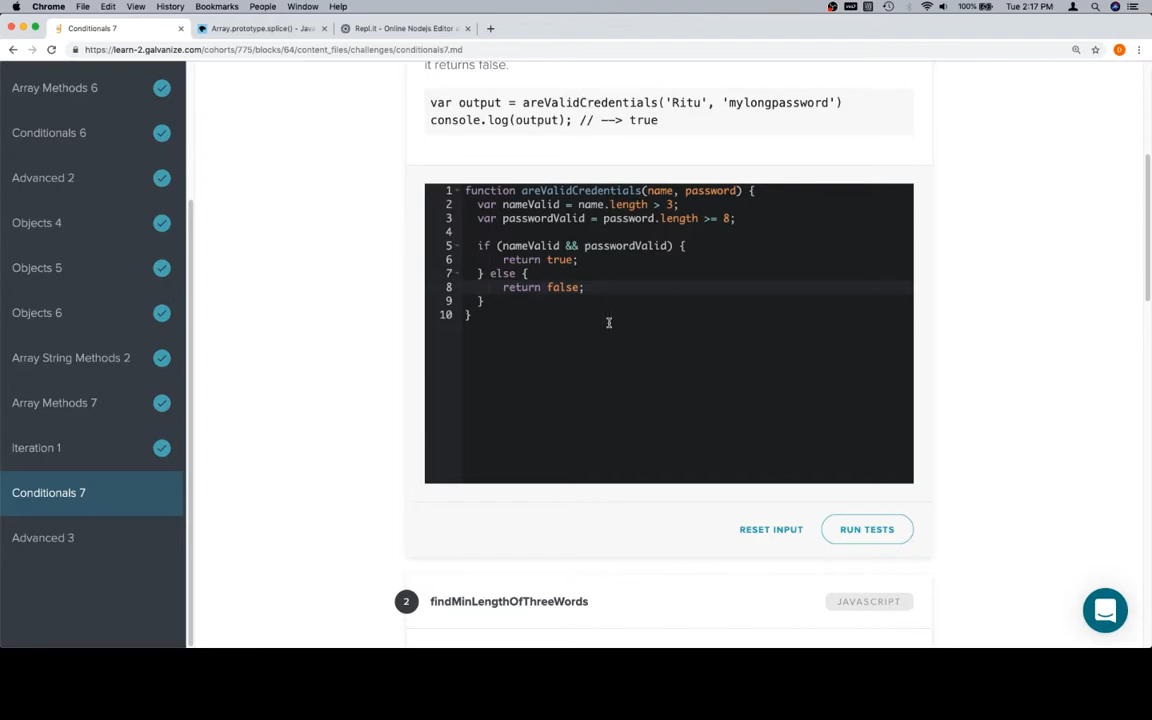 Chrome File Edit View History Bookmarks People Window Help 100% Tue 2:17 PM
Conditionals 7 Array.prototype.splice() - Java Repl.it - Online Nodejs Editor
https://learn-2.galvanize.com/cohorts/775/blocks/64/content_files/challenges/conditionals7.md
Array Methods 6
Conditionals 6
Advanced 2
Objects 4
Objects 5
Objects 6
Array String Methods 2
Array Methods 7
Iteration 1
Conditionals 7
Advanced 3
it returns false.
var output = areValidCredentials('Ritu', 'mylongpassword')
console.log(output); // --> true
1 function areValidCredentials(name, password) {
2 var nameValid = name.length > 3;
3 var passwordValid = password.length >= 8;
4
5 if (nameValid && passwordValid) {
6 return true;
7 } else {
8 return false;
9 }
10 }
RESET INPUT RUN TESTS
2 findMinLengthOfThreeWords JAVASCRIPT